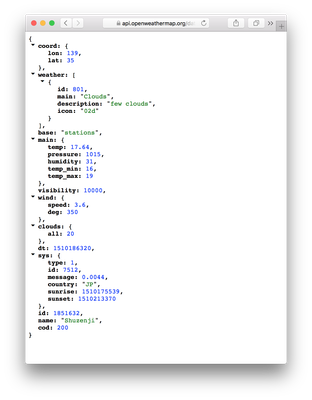 api.openweathermap.org/da
{
coord: {
lon: 139,
lat: 35
},
weather: [
{
id: 801,
main: "Clouds",
description: "few clouds",
icon: "02d"
}
],
base: "stations",
main: {
temp: 17.64,
pressure: 1015,
humidity: 31,
temp_min: 16,
temp_max: 19
},
visibility: 10000,
wind: {
speed: 3.6,
deg: 350
},
clouds: {
all: 20
},
dt: 1510186320,
sys: {
type: 1,
id: 7512,
message: 0.0044,
country: "JP",
sunrise: 1510175539,
sunset: 1510213370
},
id: 1851632,
name: "Shuzenji",
cod: 200
}